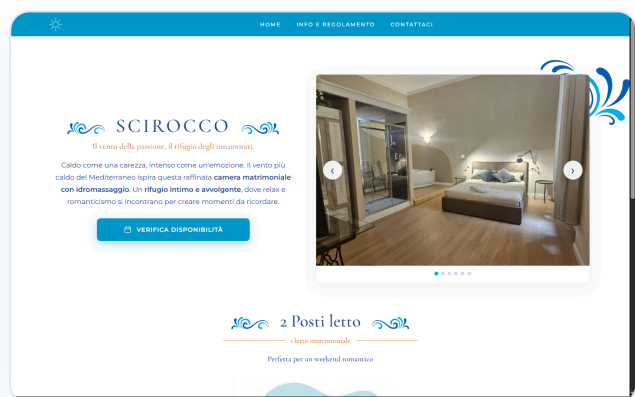 HOME INFO E REGOLAMENTO CONTATTACI
SCIROCCO
Il vento della passione, il rifugio degli innamorati.
Caldo come una carezza, intenso come un'emozione. Il vento più
caldo del Mediterraneo ispira questa raffinata camera matrimoniale
con idromassaggio. Un rifugio intimo e avvolgente, dove relax e
romanticismo si incontrano per creare momenti da ricordare.
VERIFICA DISPONIBILITÀ
2 Posti letto
1 letto matrimoniale
Perfetta per un weekend romantico